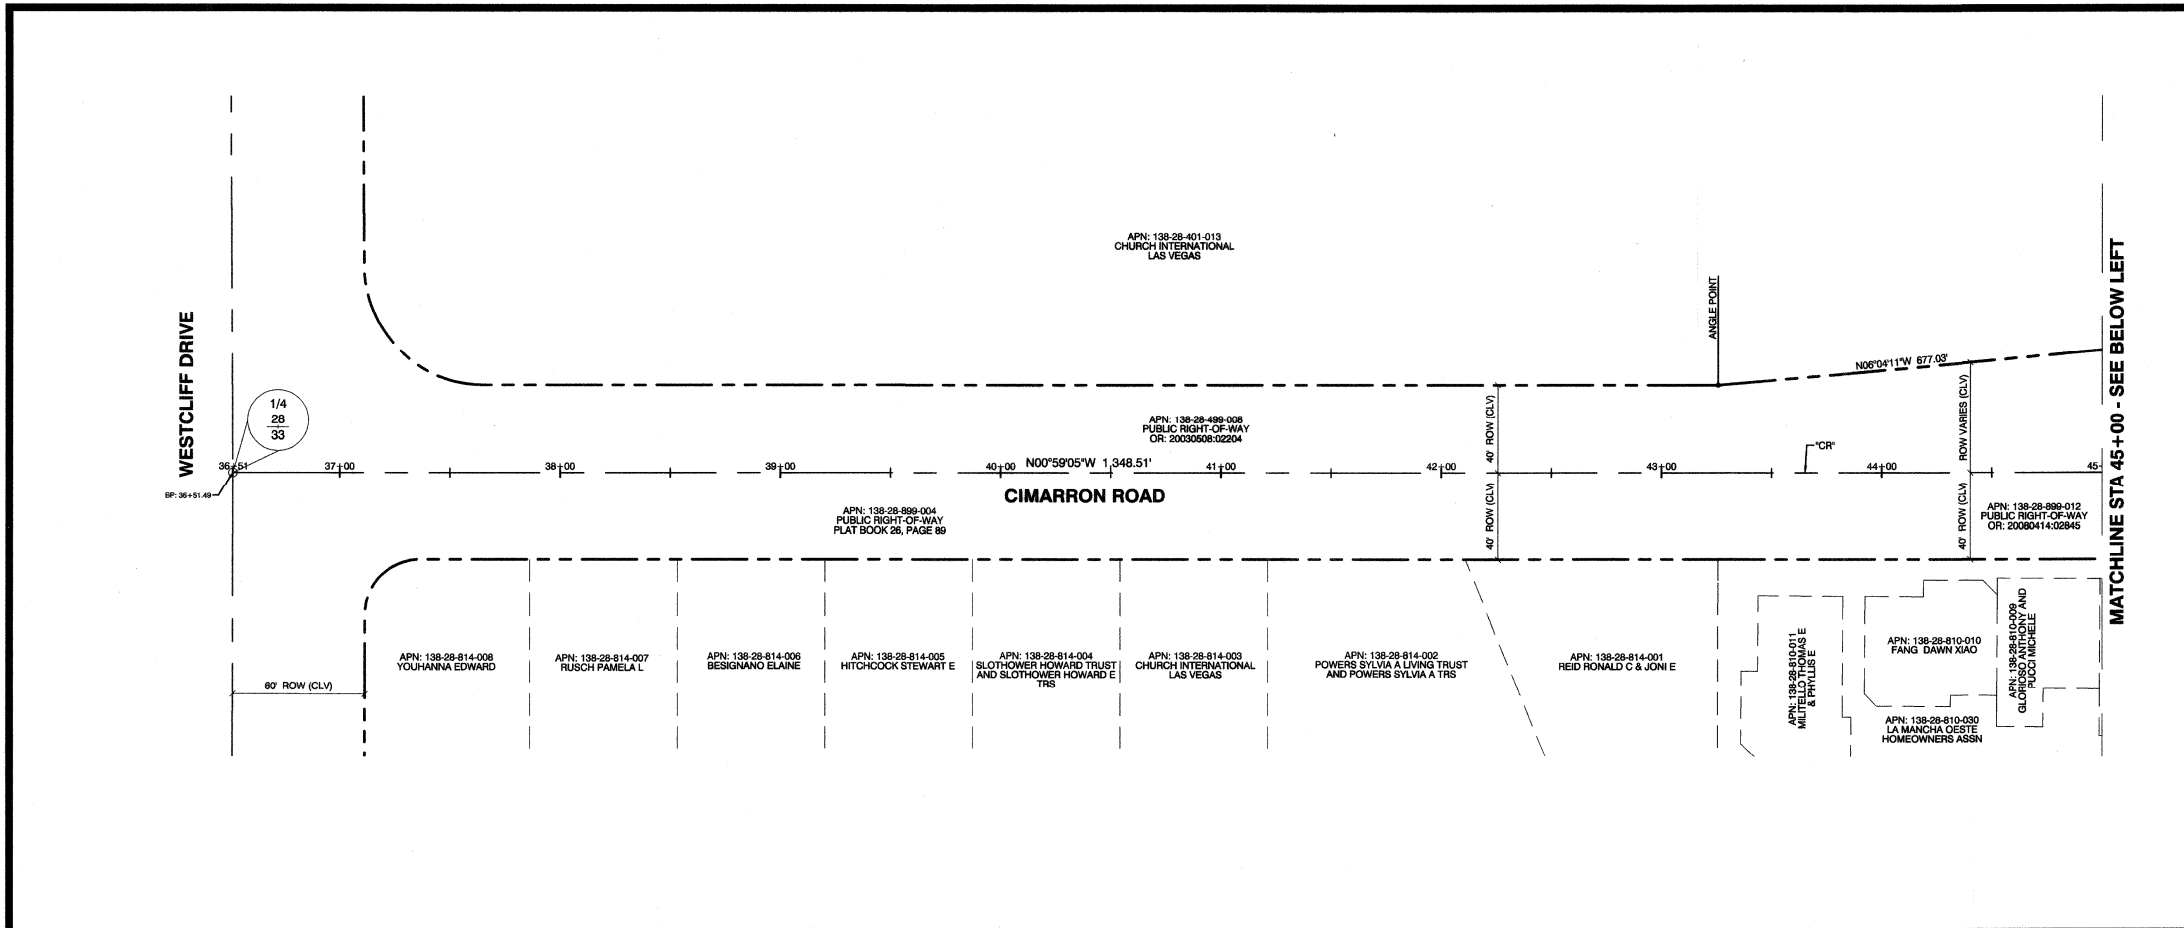 APN: 138-28-401-013
CHURCH INTERNATIONAL
LAS VEGAS
ANGLE POINT
N06°04'11"W 677.03'
WESTCLIFF DRIVE
1/4
28
33
36+51
BP: 36+51.49
37+00
38+00
39+00
40+00
41+00
42+00
43+00
44+00
45
N00°59'05"W 1,348.51'
CIMARRON ROAD
APN: 138-28-499-008
PUBLIC RIGHT-OF-WAY
OR: 20030508:02204
40' ROW (CLV)
40' ROW (CLV)
"CR"
ROW VARIES (CLV)
40' ROW (CLV)
APN: 138-28-899-004
PUBLIC RIGHT-OF-WAY
PLAT BOOK 26, PAGE 89
APN: 138-28-899-012
PUBLIC RIGHT-OF-WAY
OR: 20080414:02845
MATCHLINE STA 45+00 - SEE BELOW LEFT
60' ROW (CLV)
APN: 138-28-814-008
YOUHANNA EDWARD
APN: 138-28-814-007
RUSCH PAMELA L
APN: 138-28-814-006
BESIGNANO ELAINE
APN: 138-28-814-005
HITCHCOCK STEWART E
APN: 138-28-814-004
SLOTHOWER HOWARD TRUST
AND SLOTHOWER HOWARD E
TRS
APN: 138-28-814-003
CHURCH INTERNATIONAL
LAS VEGAS
APN: 138-28-814-002
POWERS SYLVIA A LIVING TRUST
AND POWERS SYLVIA A TRS
APN: 138-28-814-001
REID RONALD C & JONI E
APN: 138-28-810-011
MILITELLO THOMAS E
& PHYLLIS E
APN: 138-28-810-010
FANG DAWN XIAO
APN: 138-28-810-009
GLORIOSO ANTHONY AND
PUCCI MICHELE
APN: 138-28-810-030
LA MANCHA OESTE
HOMEOWNERS ASSN